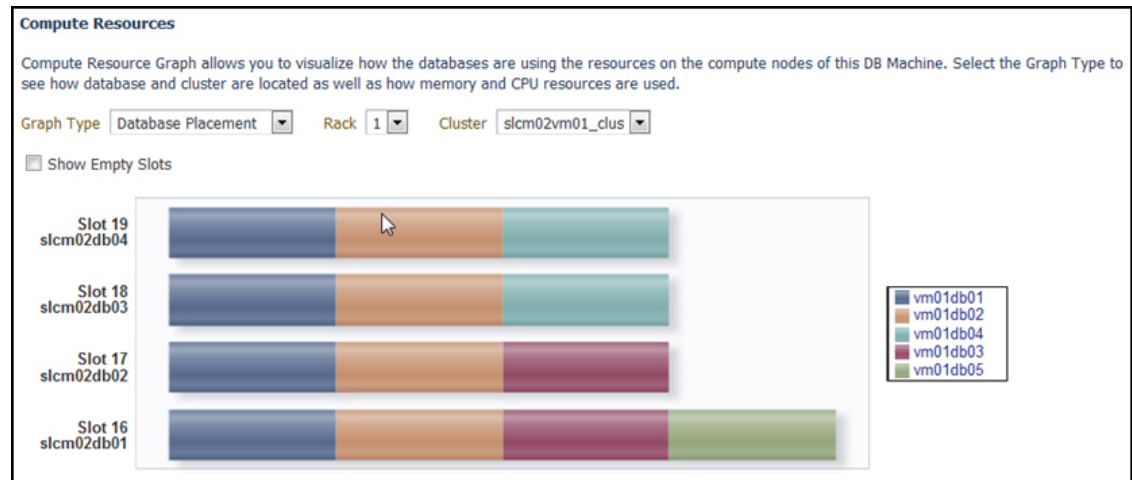 Compute Resources
Compute Resource Graph allows you to visualize how the databases are using the resources on the compute nodes of this DB Machine. Select the Graph Type to
see how database and cluster are located as well as how memory and CPU resources are used.
Graph Type Database Placement Rack 1 Cluster slcm02vm01_clus
Show Empty Slots
Slot 19
slcm02db04
Slot 18
slcm02db03
Slot 17
slcm02db02
Slot 16
slcm02db01
vm01db01
vm01db02
vm01db04
vm01db03
vm01db05